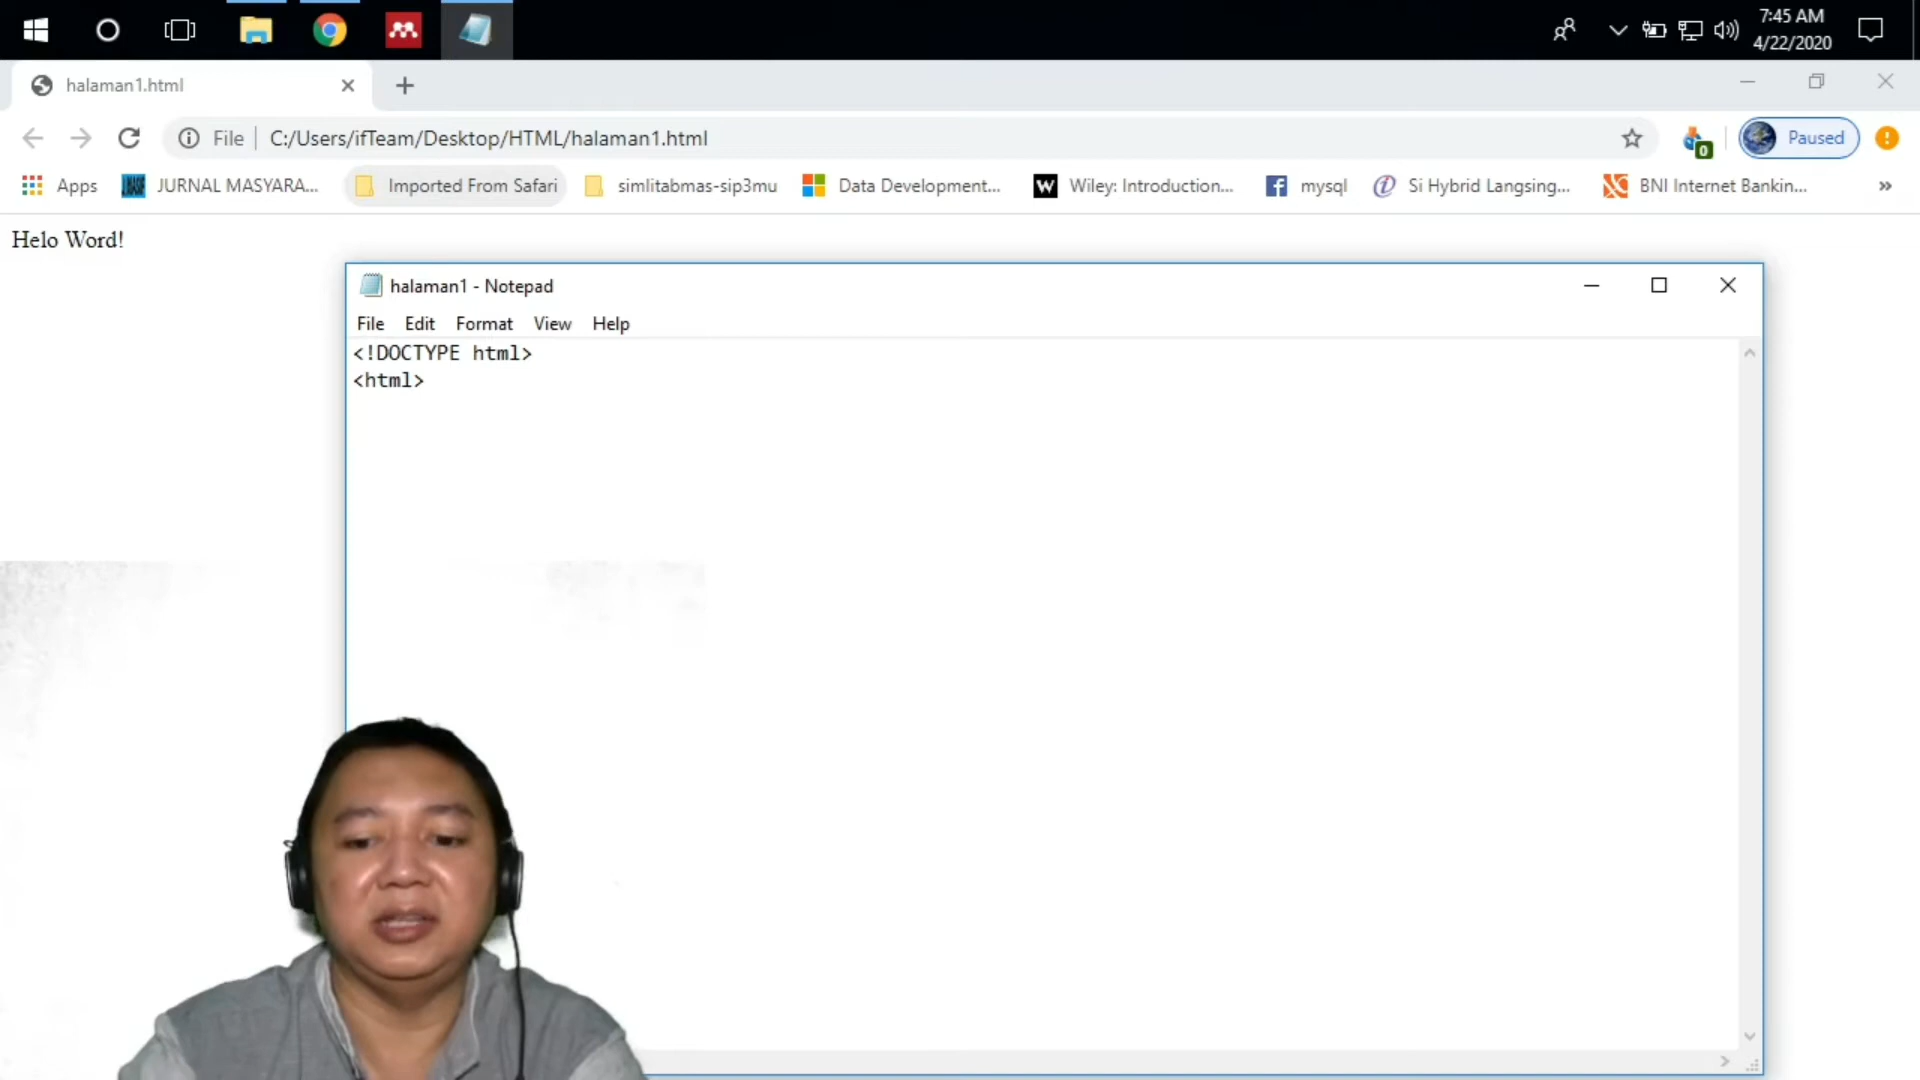 7:45 AM
4/22/2020
halaman1.html
File C:/Users/ifTeam/Desktop/HTML/halaman1.html
0
Paused
Apps JURNAL MASYARA... Imported From Safari simlitabmas-sip3mu Data Development... W Wiley: Introduction... mysql Si Hybrid Langsing... BNI Internet Bankin... »
Helo Word!
halaman1 - Notepad
File Edit Format View Help
<!DOCTYPE html>
<html>